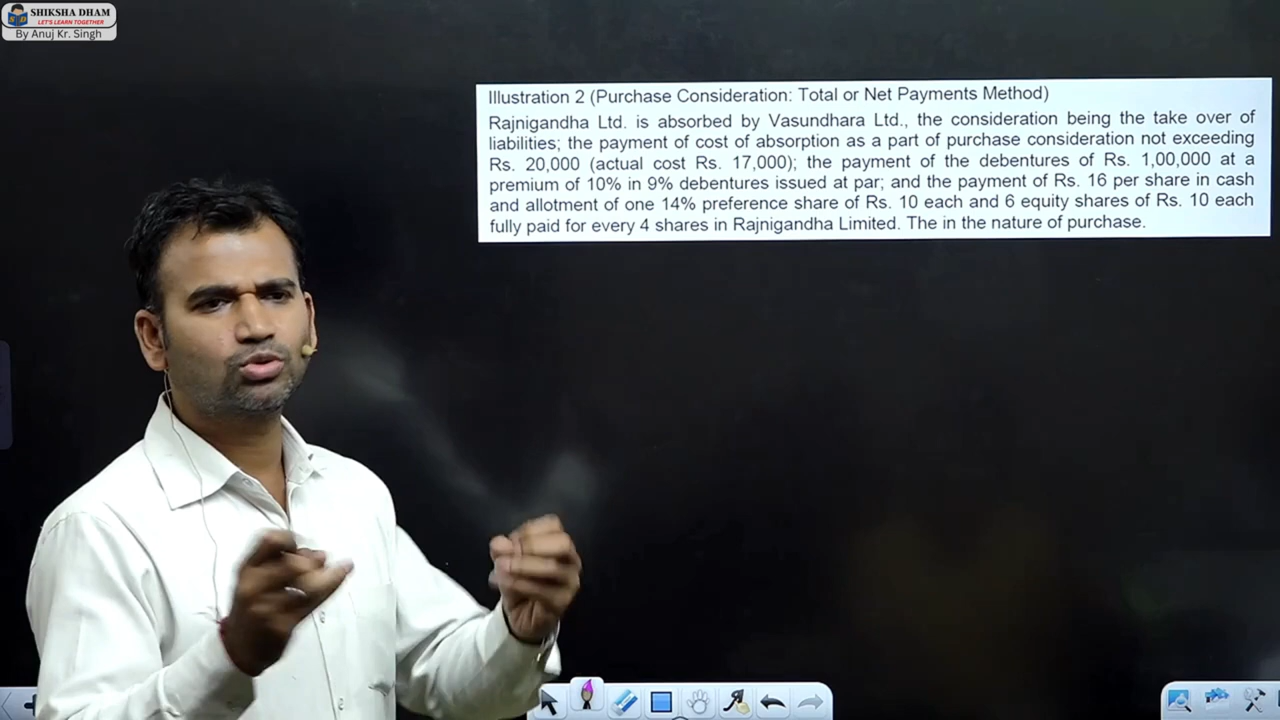 SHIKSHA DHAM
LET'S LEARN TOGETHER
By Anuj Kr. Singh
Illustration 2 (Purchase Consideration: Total or Net Payments Method)
Rajnigandha Ltd. is absorbed by Vasundhara Ltd., the consideration being the take over of
liabilities; the payment of cost of absorption as a part of purchase consideration not exceeding
Rs. 20,000 (actual cost Rs. 17,000); the payment of the debentures of Rs. 1,00,000 at a
premium of 10% in 9% debentures issued at par; and the payment of Rs. 16 per share in cash
and allotment of one 14% preference share of Rs. 10 each and 6 equity shares of Rs. 10 each
fully paid for every 4 shares in Rajnigandha Limited. The in the nature of purchase.